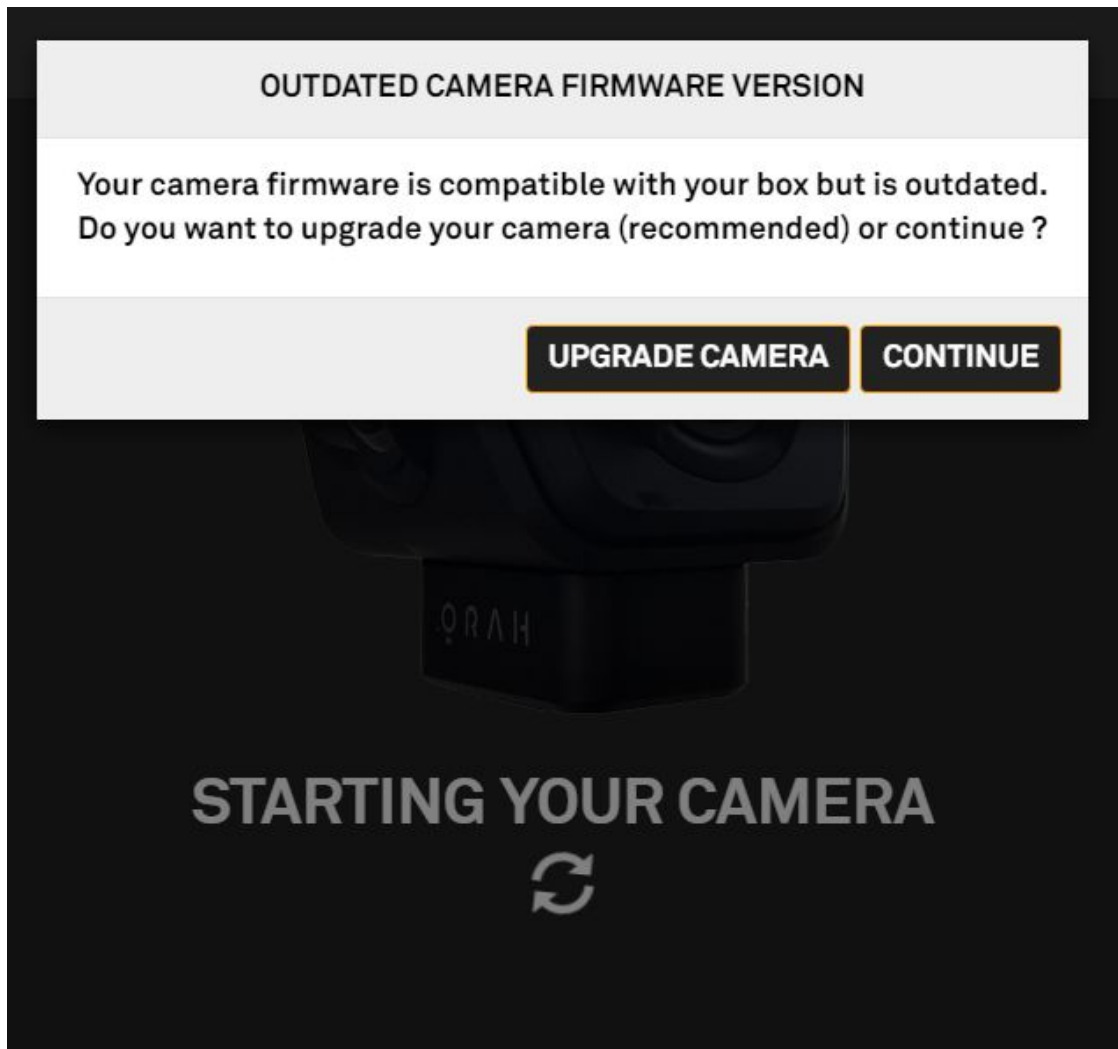 OUTDATED CAMERA FIRMWARE VERSION
Your camera firmware is compatible with your box but is outdated.
Do you want to upgrade your camera (recommended) or continue ?
UPGRADE CAMERA CONTINUE
ORAH
STARTING YOUR CAMERA